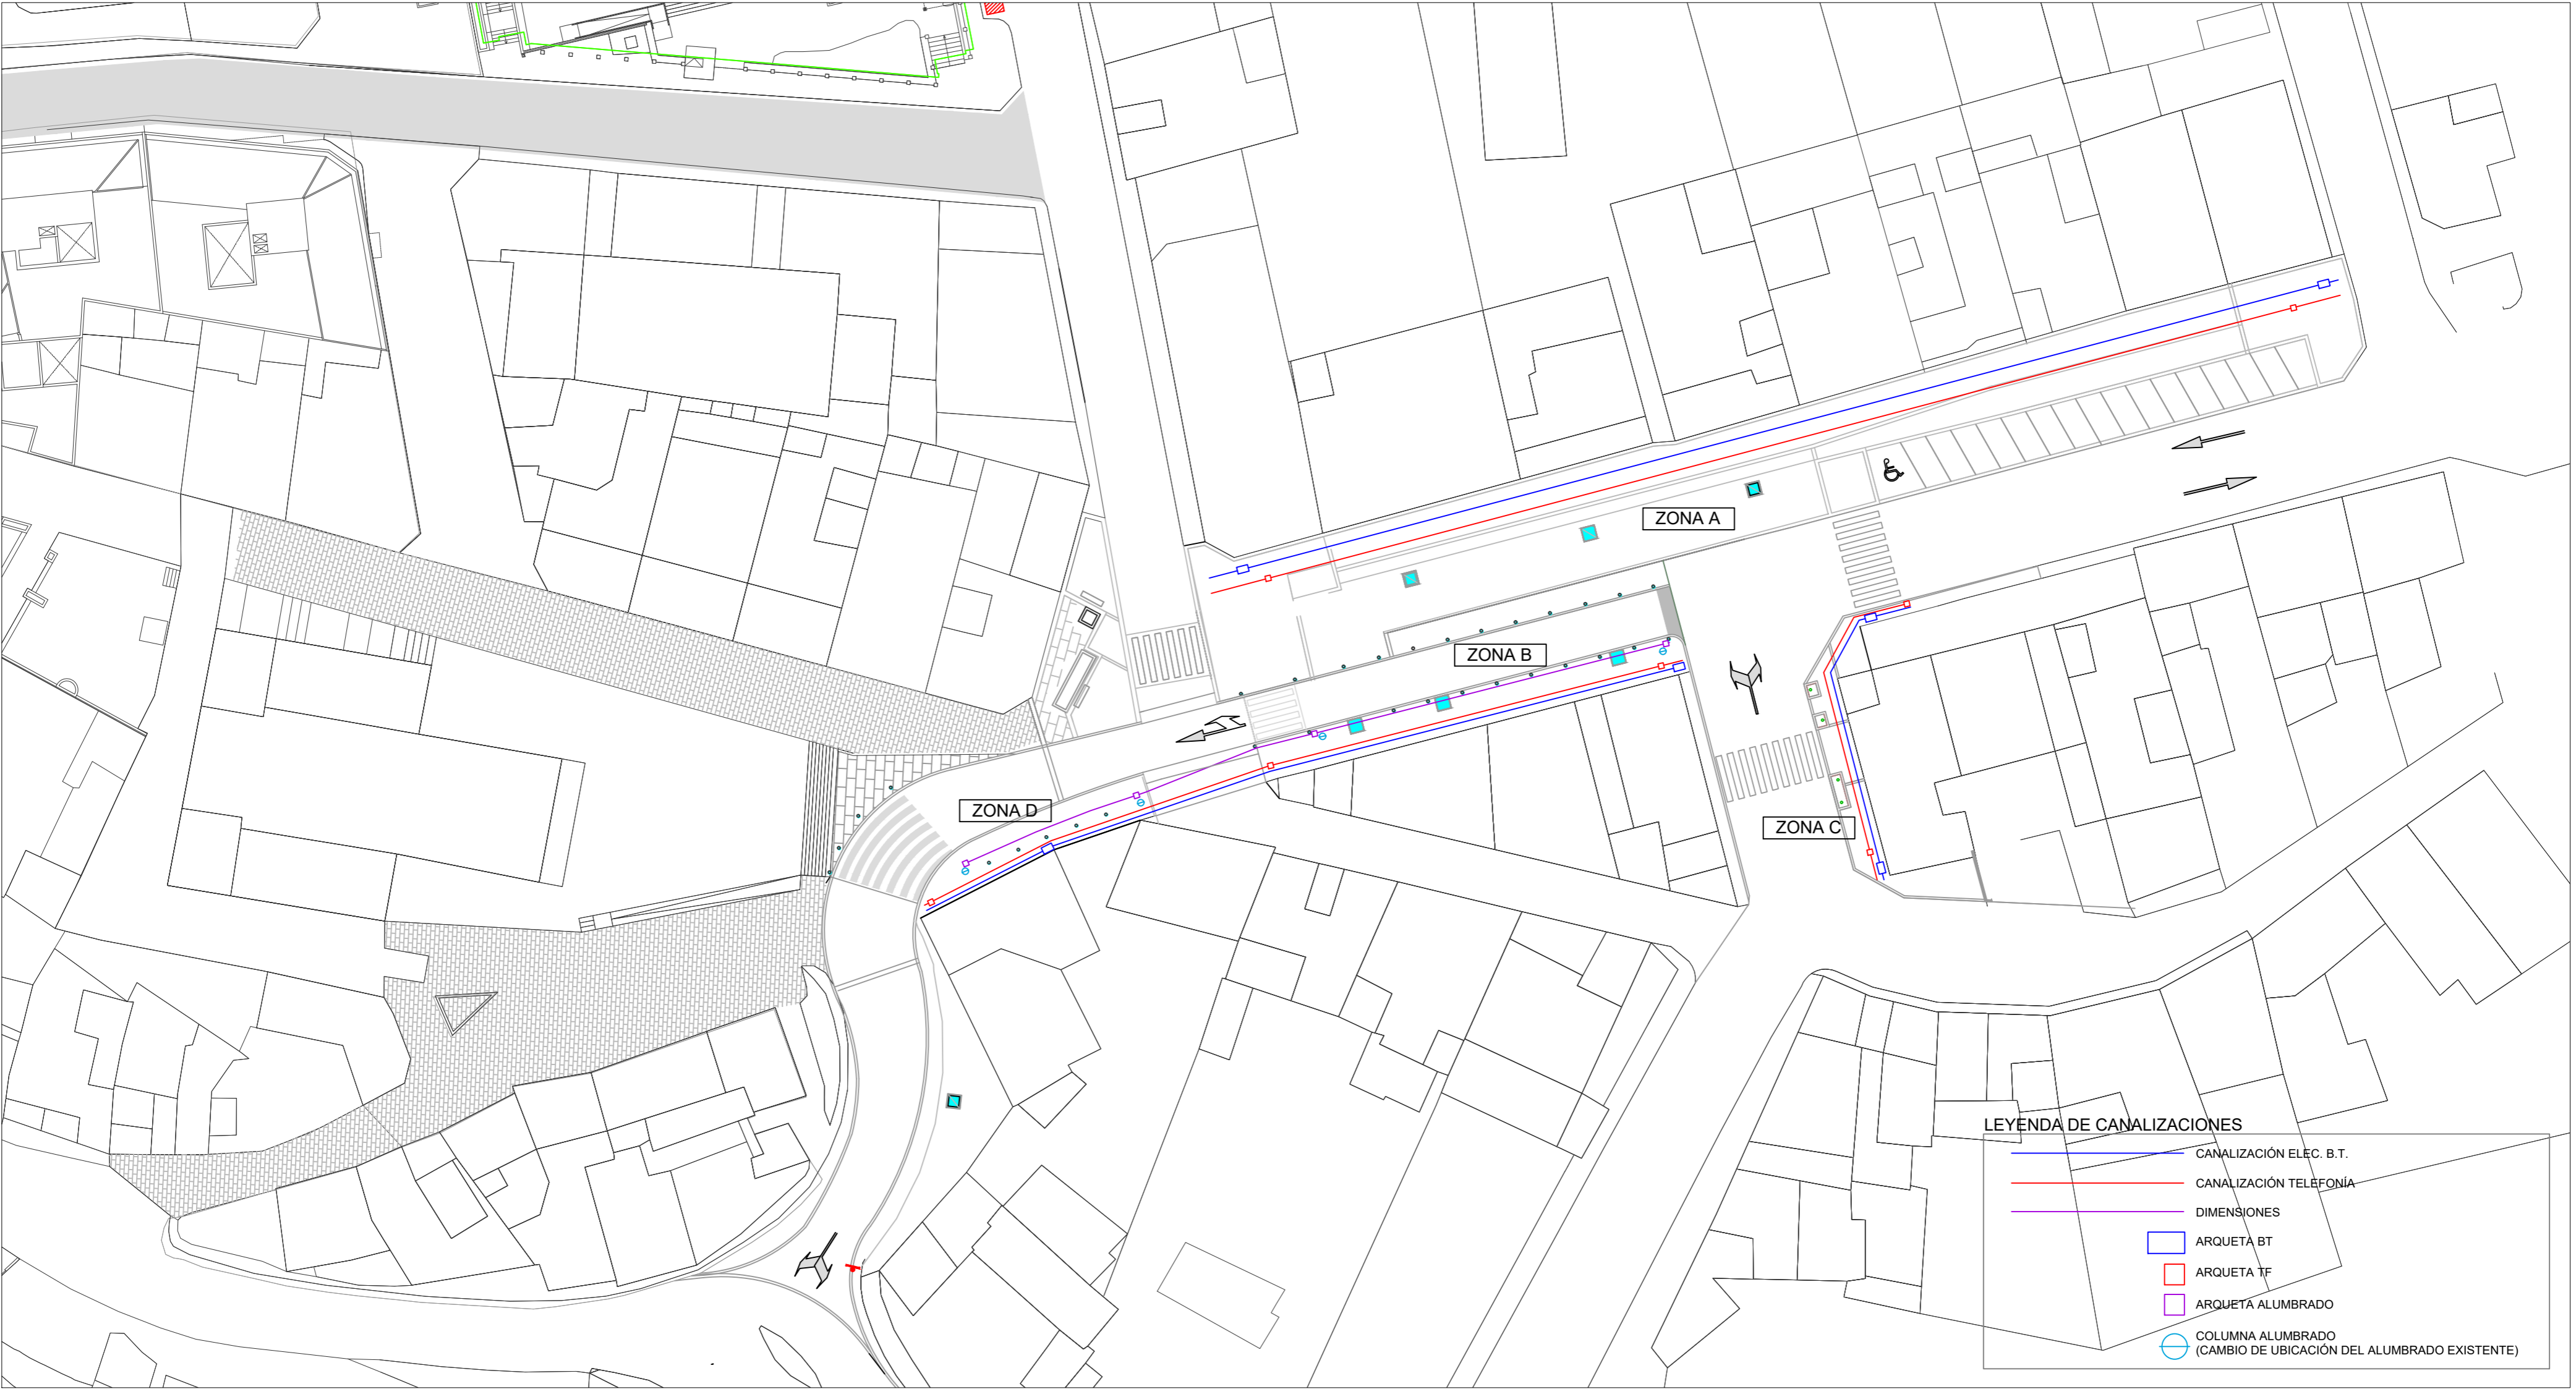 ZONA A
ZONA B
ZONA D
ZONA C
LEYENDA DE CANALIZACIONES
CANALIZACIÓN ELEC. B.T.
CANALIZACIÓN TELEFONÍA
DIMENSIONES
ARQUETA BT
ARQUETA TF
ARQUETA ALUMBRADO
COLUMNA ALUMBRADO
(CAMBIO DE UBICACIÓN DEL ALUMBRADO EXISTENTE)